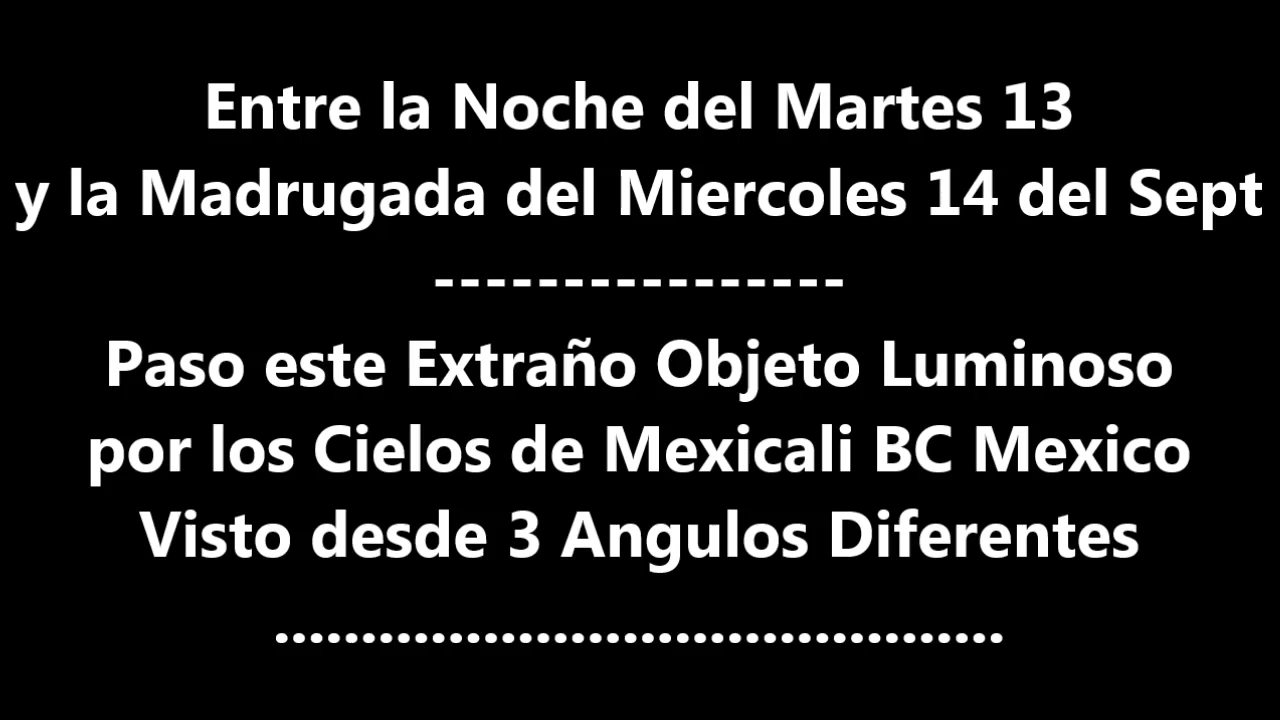 Entre la Noche del Martes 13
y la Madrugada del Miercoles 14 del Sept
----------------
Paso este Extraño Objeto Luminoso
por los Cielos de Mexicali BC Mexico
Visto desde 3 Angulos Diferentes
..........................................